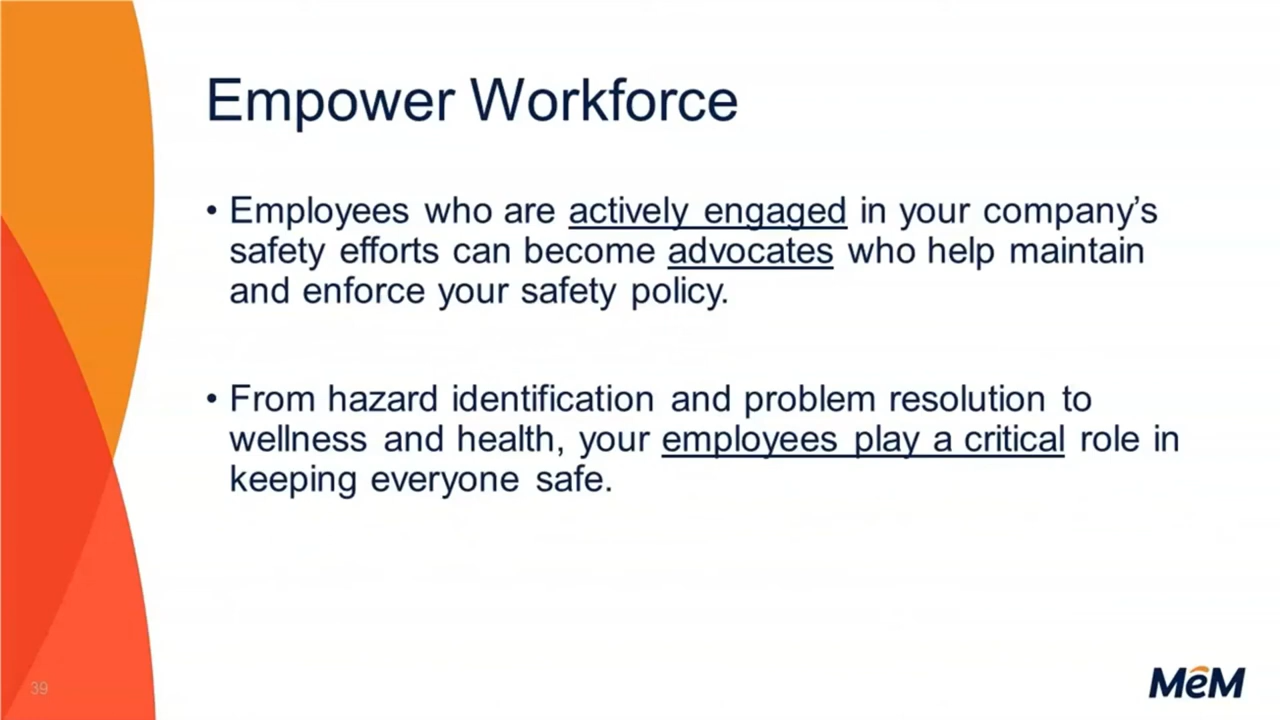 Empower Workforce
• Employees who are actively engaged in your company’s
safety efforts can become advocates who help maintain
and enforce your safety policy.
• From hazard identification and problem resolution to
wellness and health, your employees play a critical role in
keeping everyone safe.
39
MeM